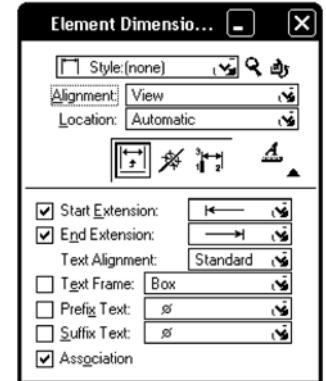 Element Dimensio...
Style:(none)
Alignment: View
Location: Automatic
Start Extension:
End Extension:
Text Alignment: Standard
Text Frame: Box
Prefix Text: ø
Suffix Text: ø
Association